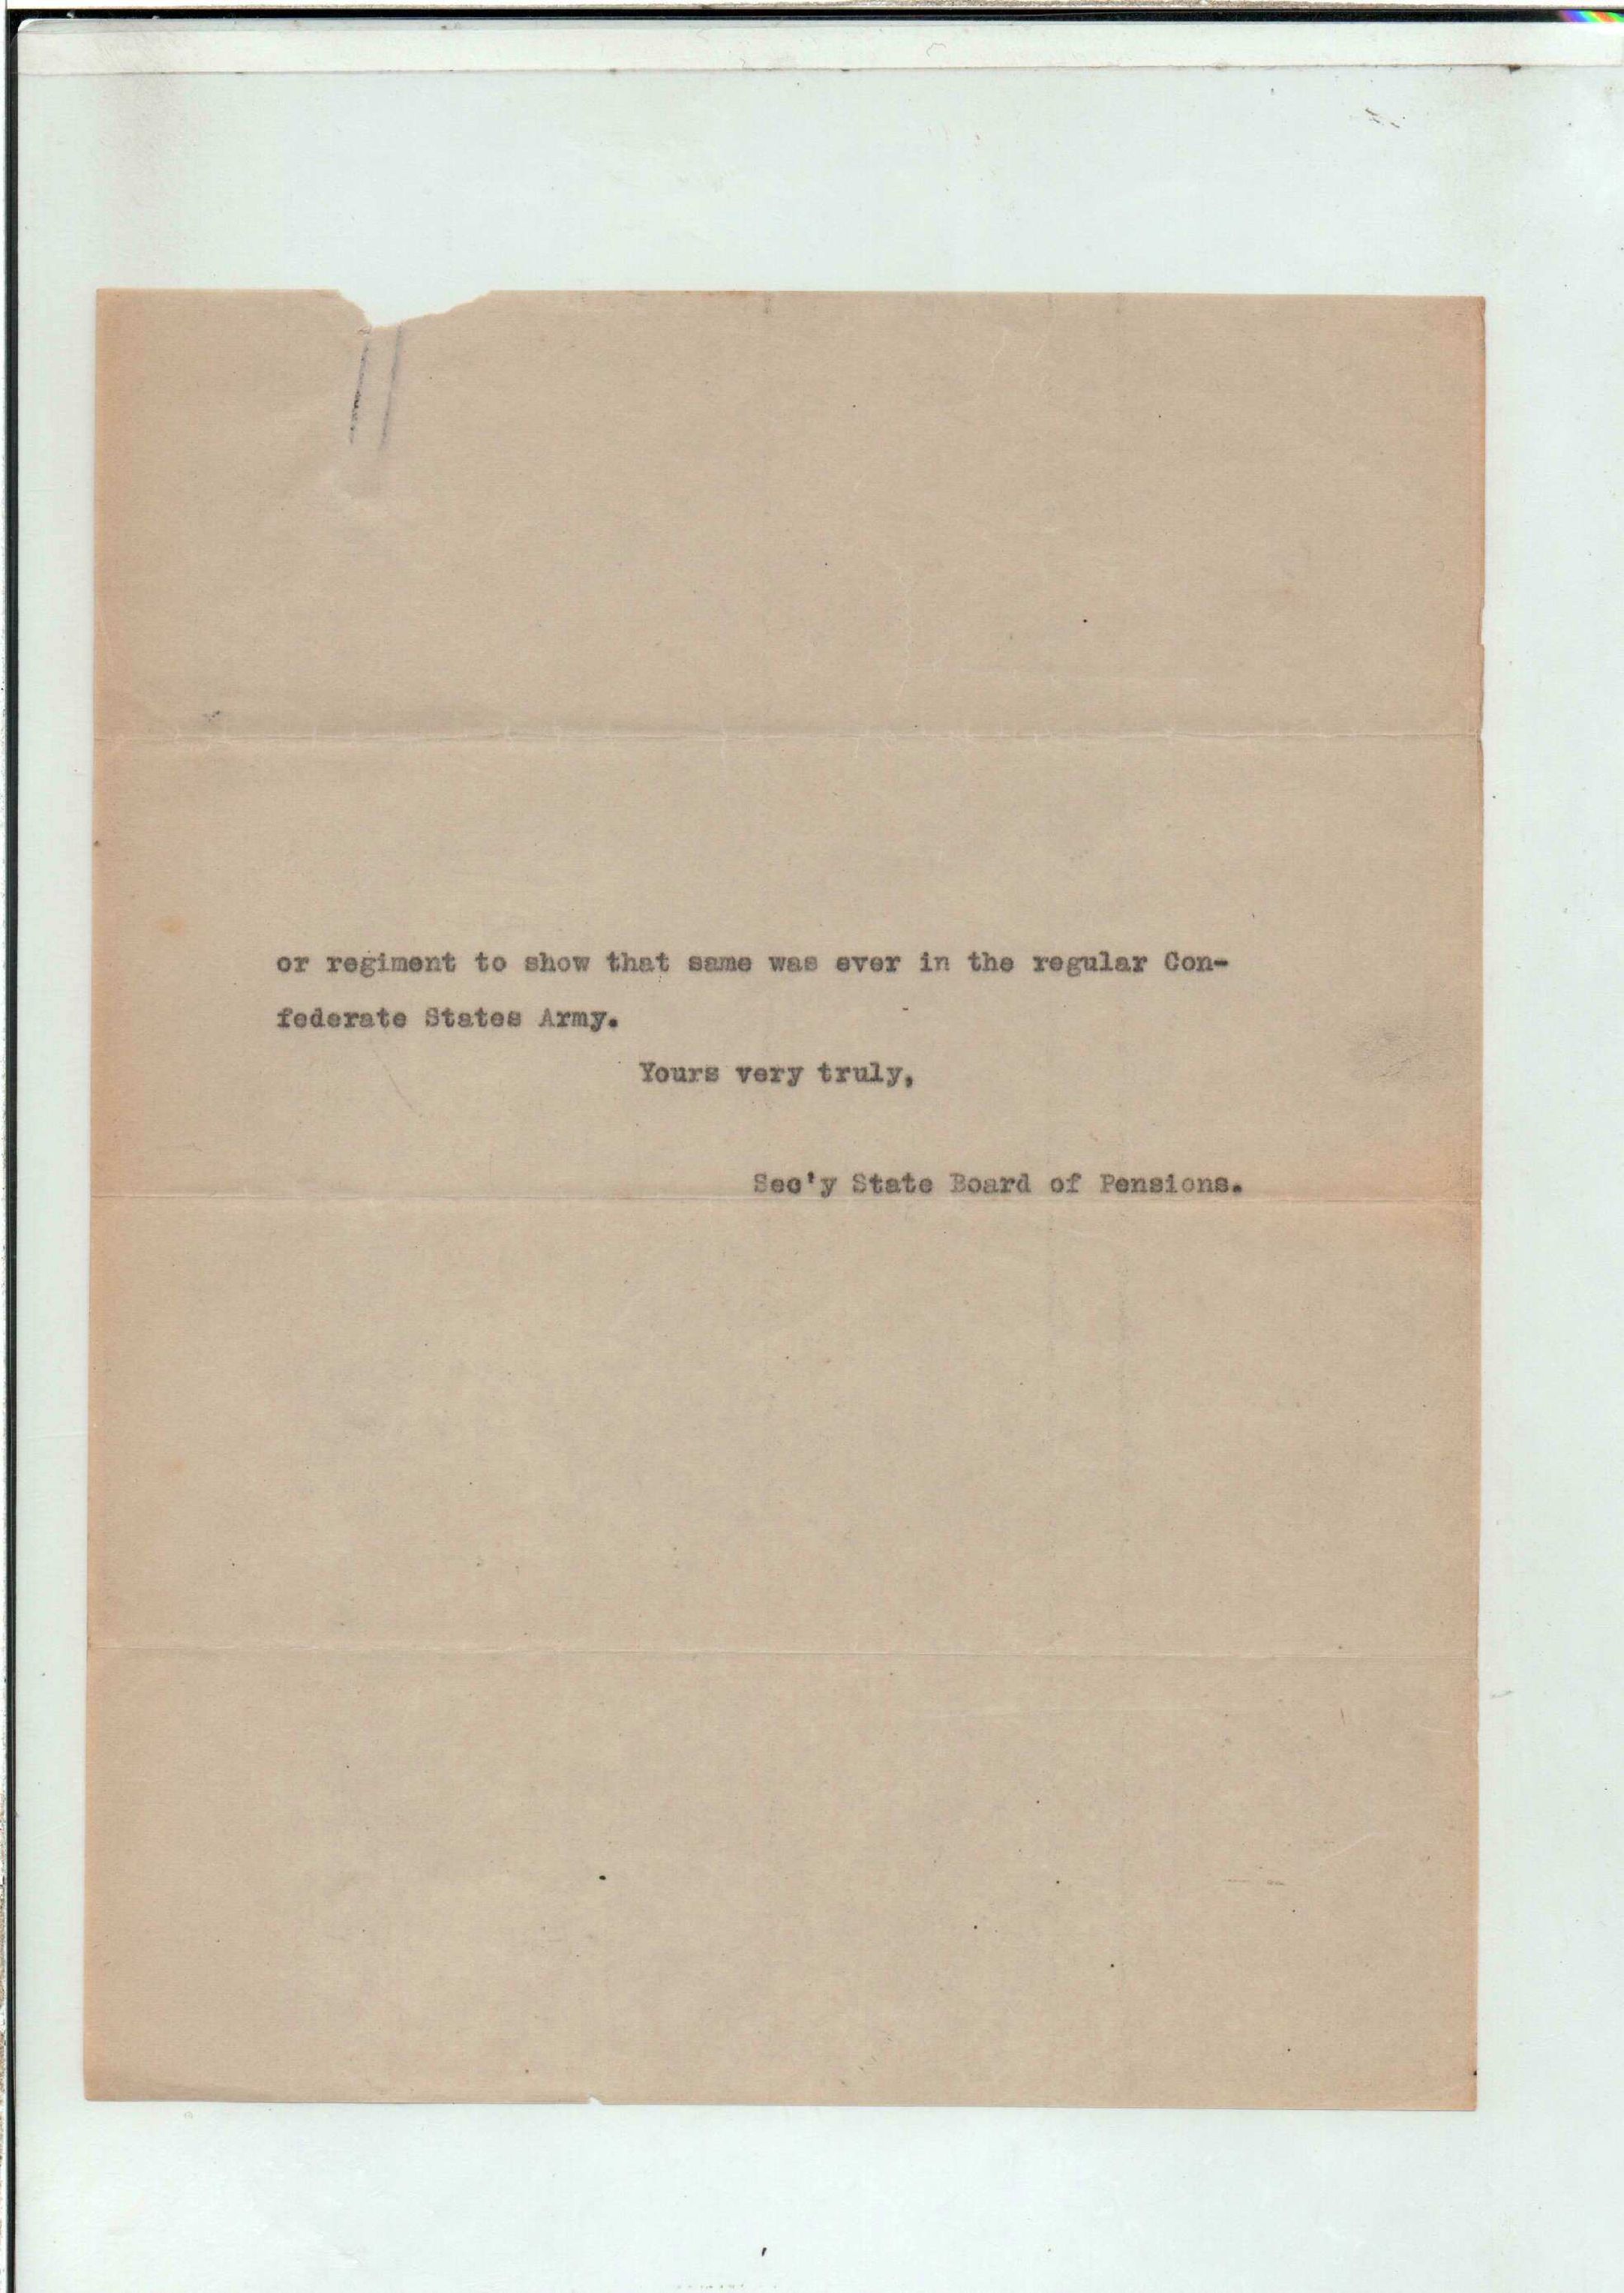 or regiment to show that same was ever in the regular Con-
federate States Army.
Yours very truly,
Sec'y State Board of Pensions.